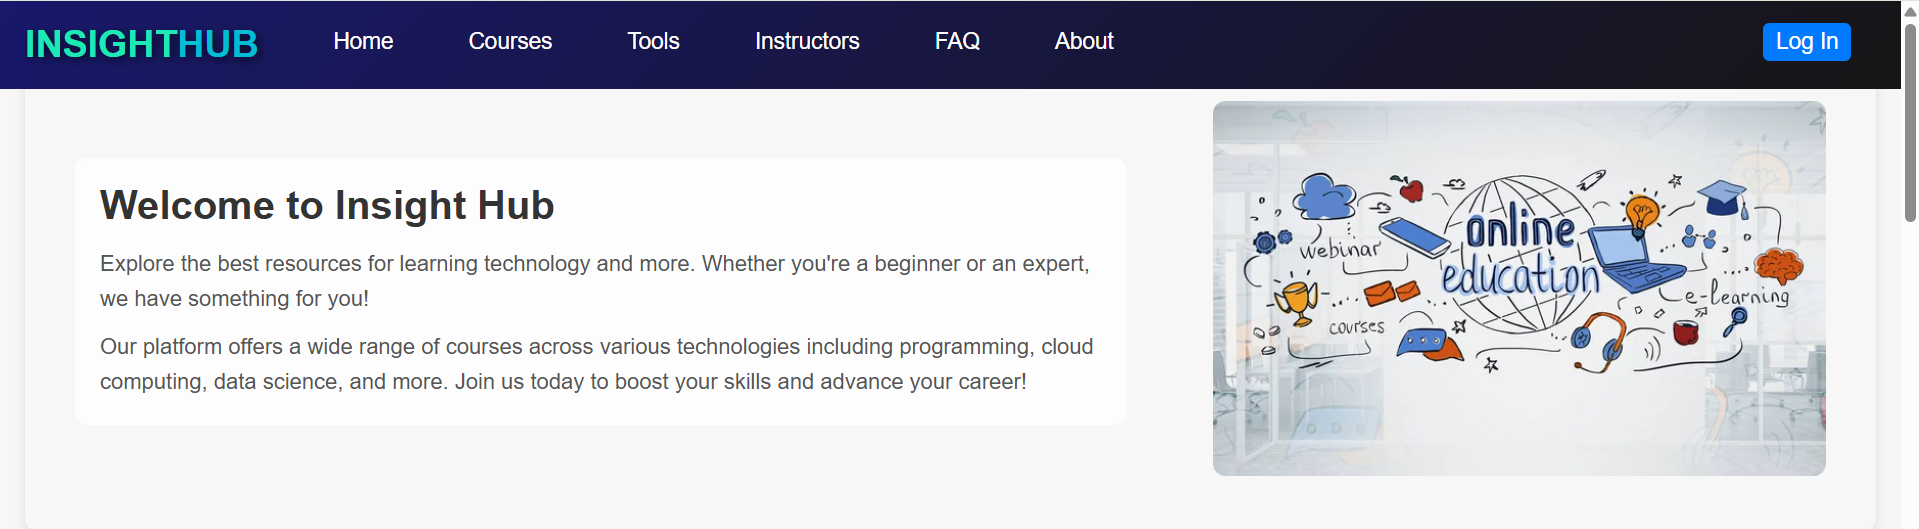 INSIGHTHUB Home Courses Tools Instructors FAQ About Log In
Welcome to Insight Hub
Explore the best resources for learning technology and more. Whether you're a beginner or an expert,
we have something for you!
Our platform offers a wide range of courses across various technologies including programming, cloud
computing, data science, and more. Join us today to boost your skills and advance your career!
webinar
online
education
e-learning
courses